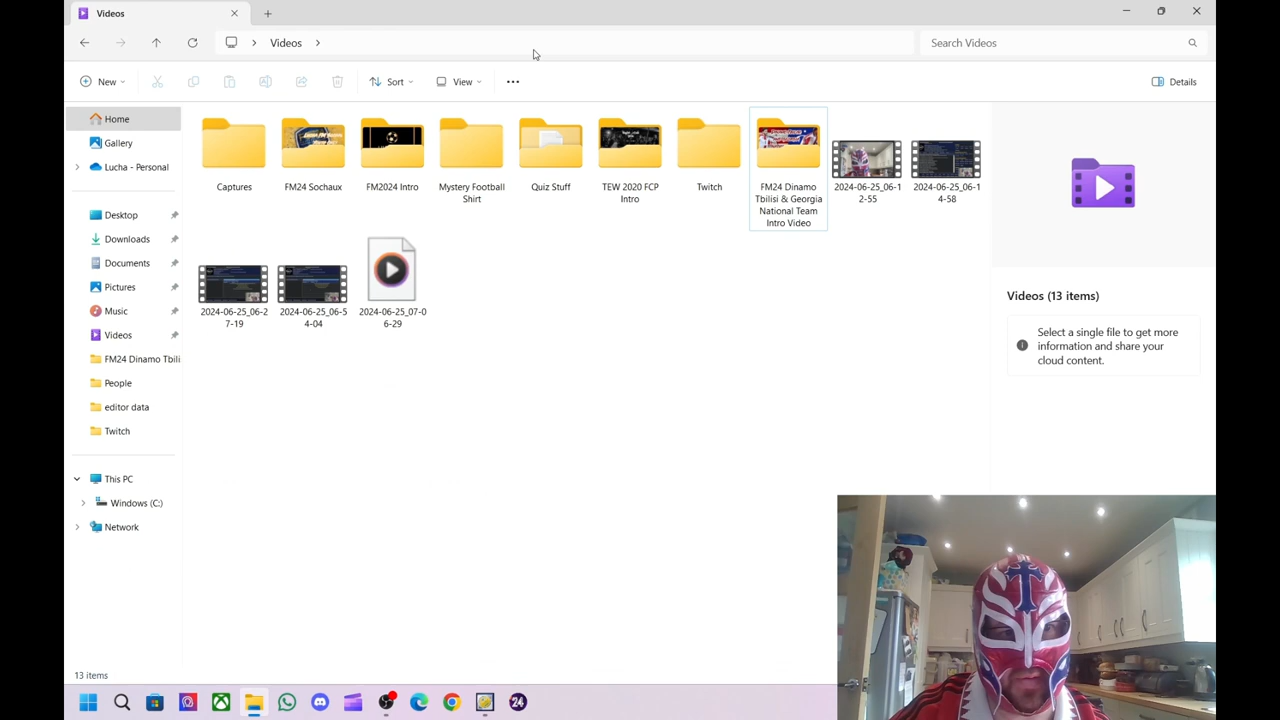 Videos
Videos
Search Videos
New
Sort
View
Details
Home
Gallery
Lucha - Personal
Desktop
Downloads
Documents
Pictures
Music
Videos
FM24 Dinamo Tbili
People
editor data
Twitch
This PC
Windows (C:)
Network
Captures
FM24 Sochaux
FM2024 Intro
Mystery Football
Shirt
Quiz Stuff
TEW 2020 FCP
Intro
Twitch
FM24 Dinamo
Tbilisi & Georgia
National Team
Intro Video
2024-06-25_06-1
2-55
2024-06-25_06-1
4-58
2024-06-25_06-2
7-19
2024-06-25_06-5
4-04
2024-06-25_07-0
6-29
Videos (13 items)
Select a single file to get more
information and share your
cloud content.
13 items
24